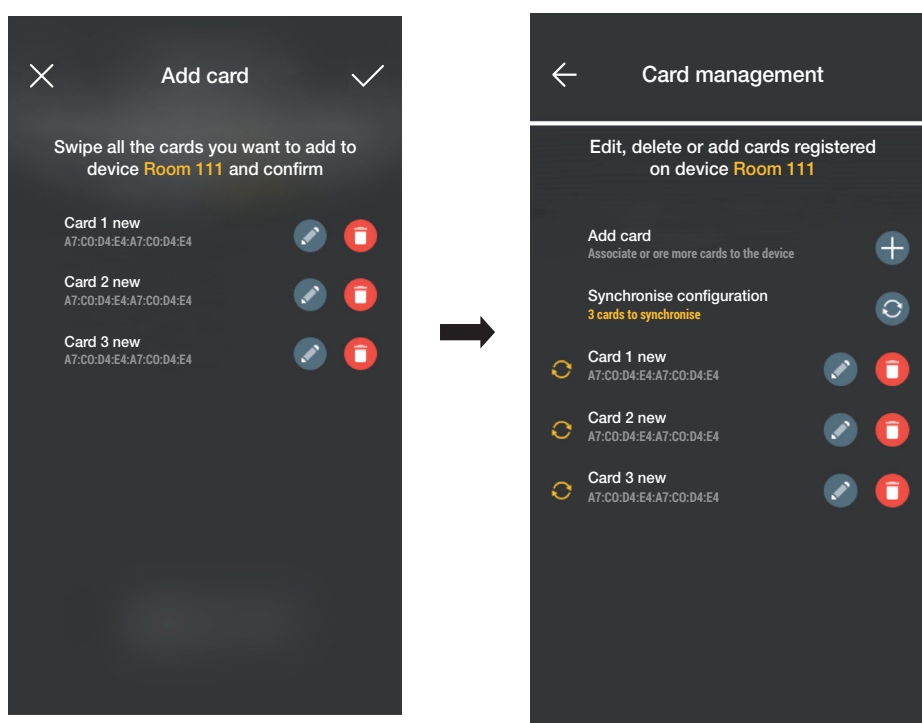 Add card
Swipe all the cards you want to add to
device Room 111 and confirm
Card 1 new
A7:C0:D4:E4:A7:C0:D4:E4
Card 2 new
A7:C0:D4:E4:A7:C0:D4:E4
Card 3 new
A7:C0:D4:E4:A7:C0:D4:E4
Card management
Edit, delete or add cards registered
on device Room 111
Add card
Associate or ore more cards to the device
Synchronise configuration
3 cards to synchronise
Card 1 new
A7:C0:D4:E4:A7:C0:D4:E4
Card 2 new
A7:C0:D4:E4:A7:C0:D4:E4
Card 3 new
A7:C0:D4:E4:A7:C0:D4:E4